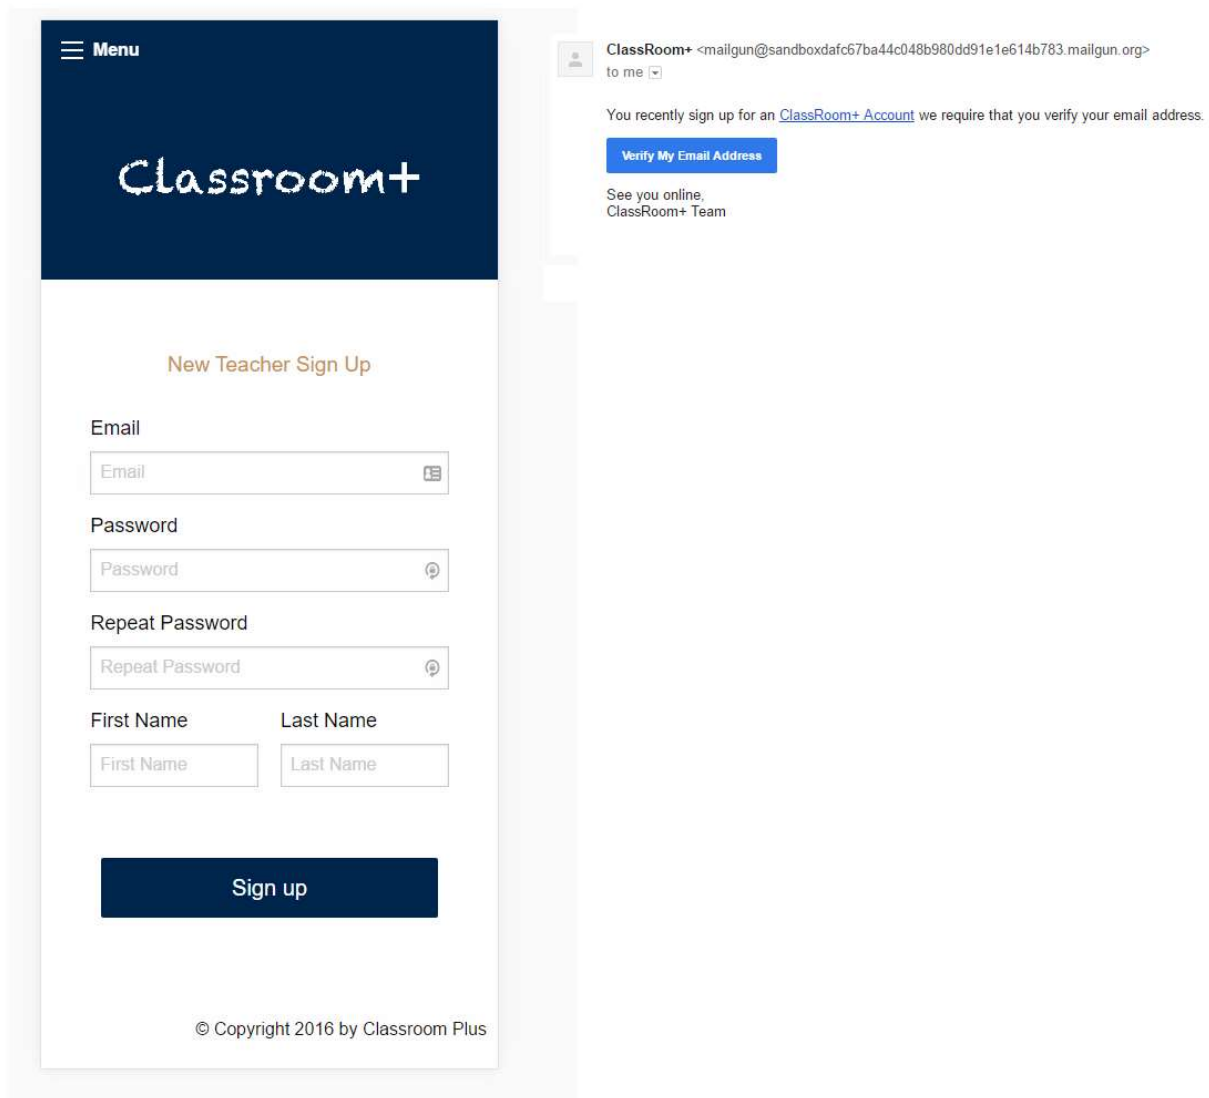 Menu
Classroom+
New Teacher Sign Up
Email
Email
Password
Password
Repeat Password
Repeat Password
First Name Last Name
First Name Last Name
Sign up
© Copyright 2016 by Classroom Plus
ClassRoom+ <mailgun@sandboxdafc67ba44c048b980dd91e1e614b783.mailgun.org>
to me
You recently sign up for an ClassRoom+ Account we require that you verify your email address.
Verify My Email Address
See you online,
ClassRoom+ Team